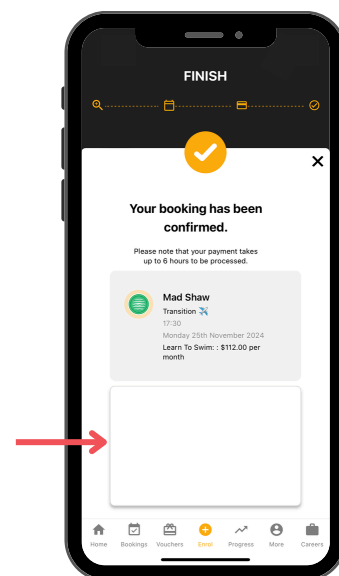 FINISH
Your booking has been
confirmed.
Please note that your payment takes
up to 6 hours to be processed.
Mad Shaw
Transition ✈️
17:30
Monday 25th November 2024
Learn To Swim: : $112.00 per
month
Home Bookings Vouchers Enrol Progress More Careers